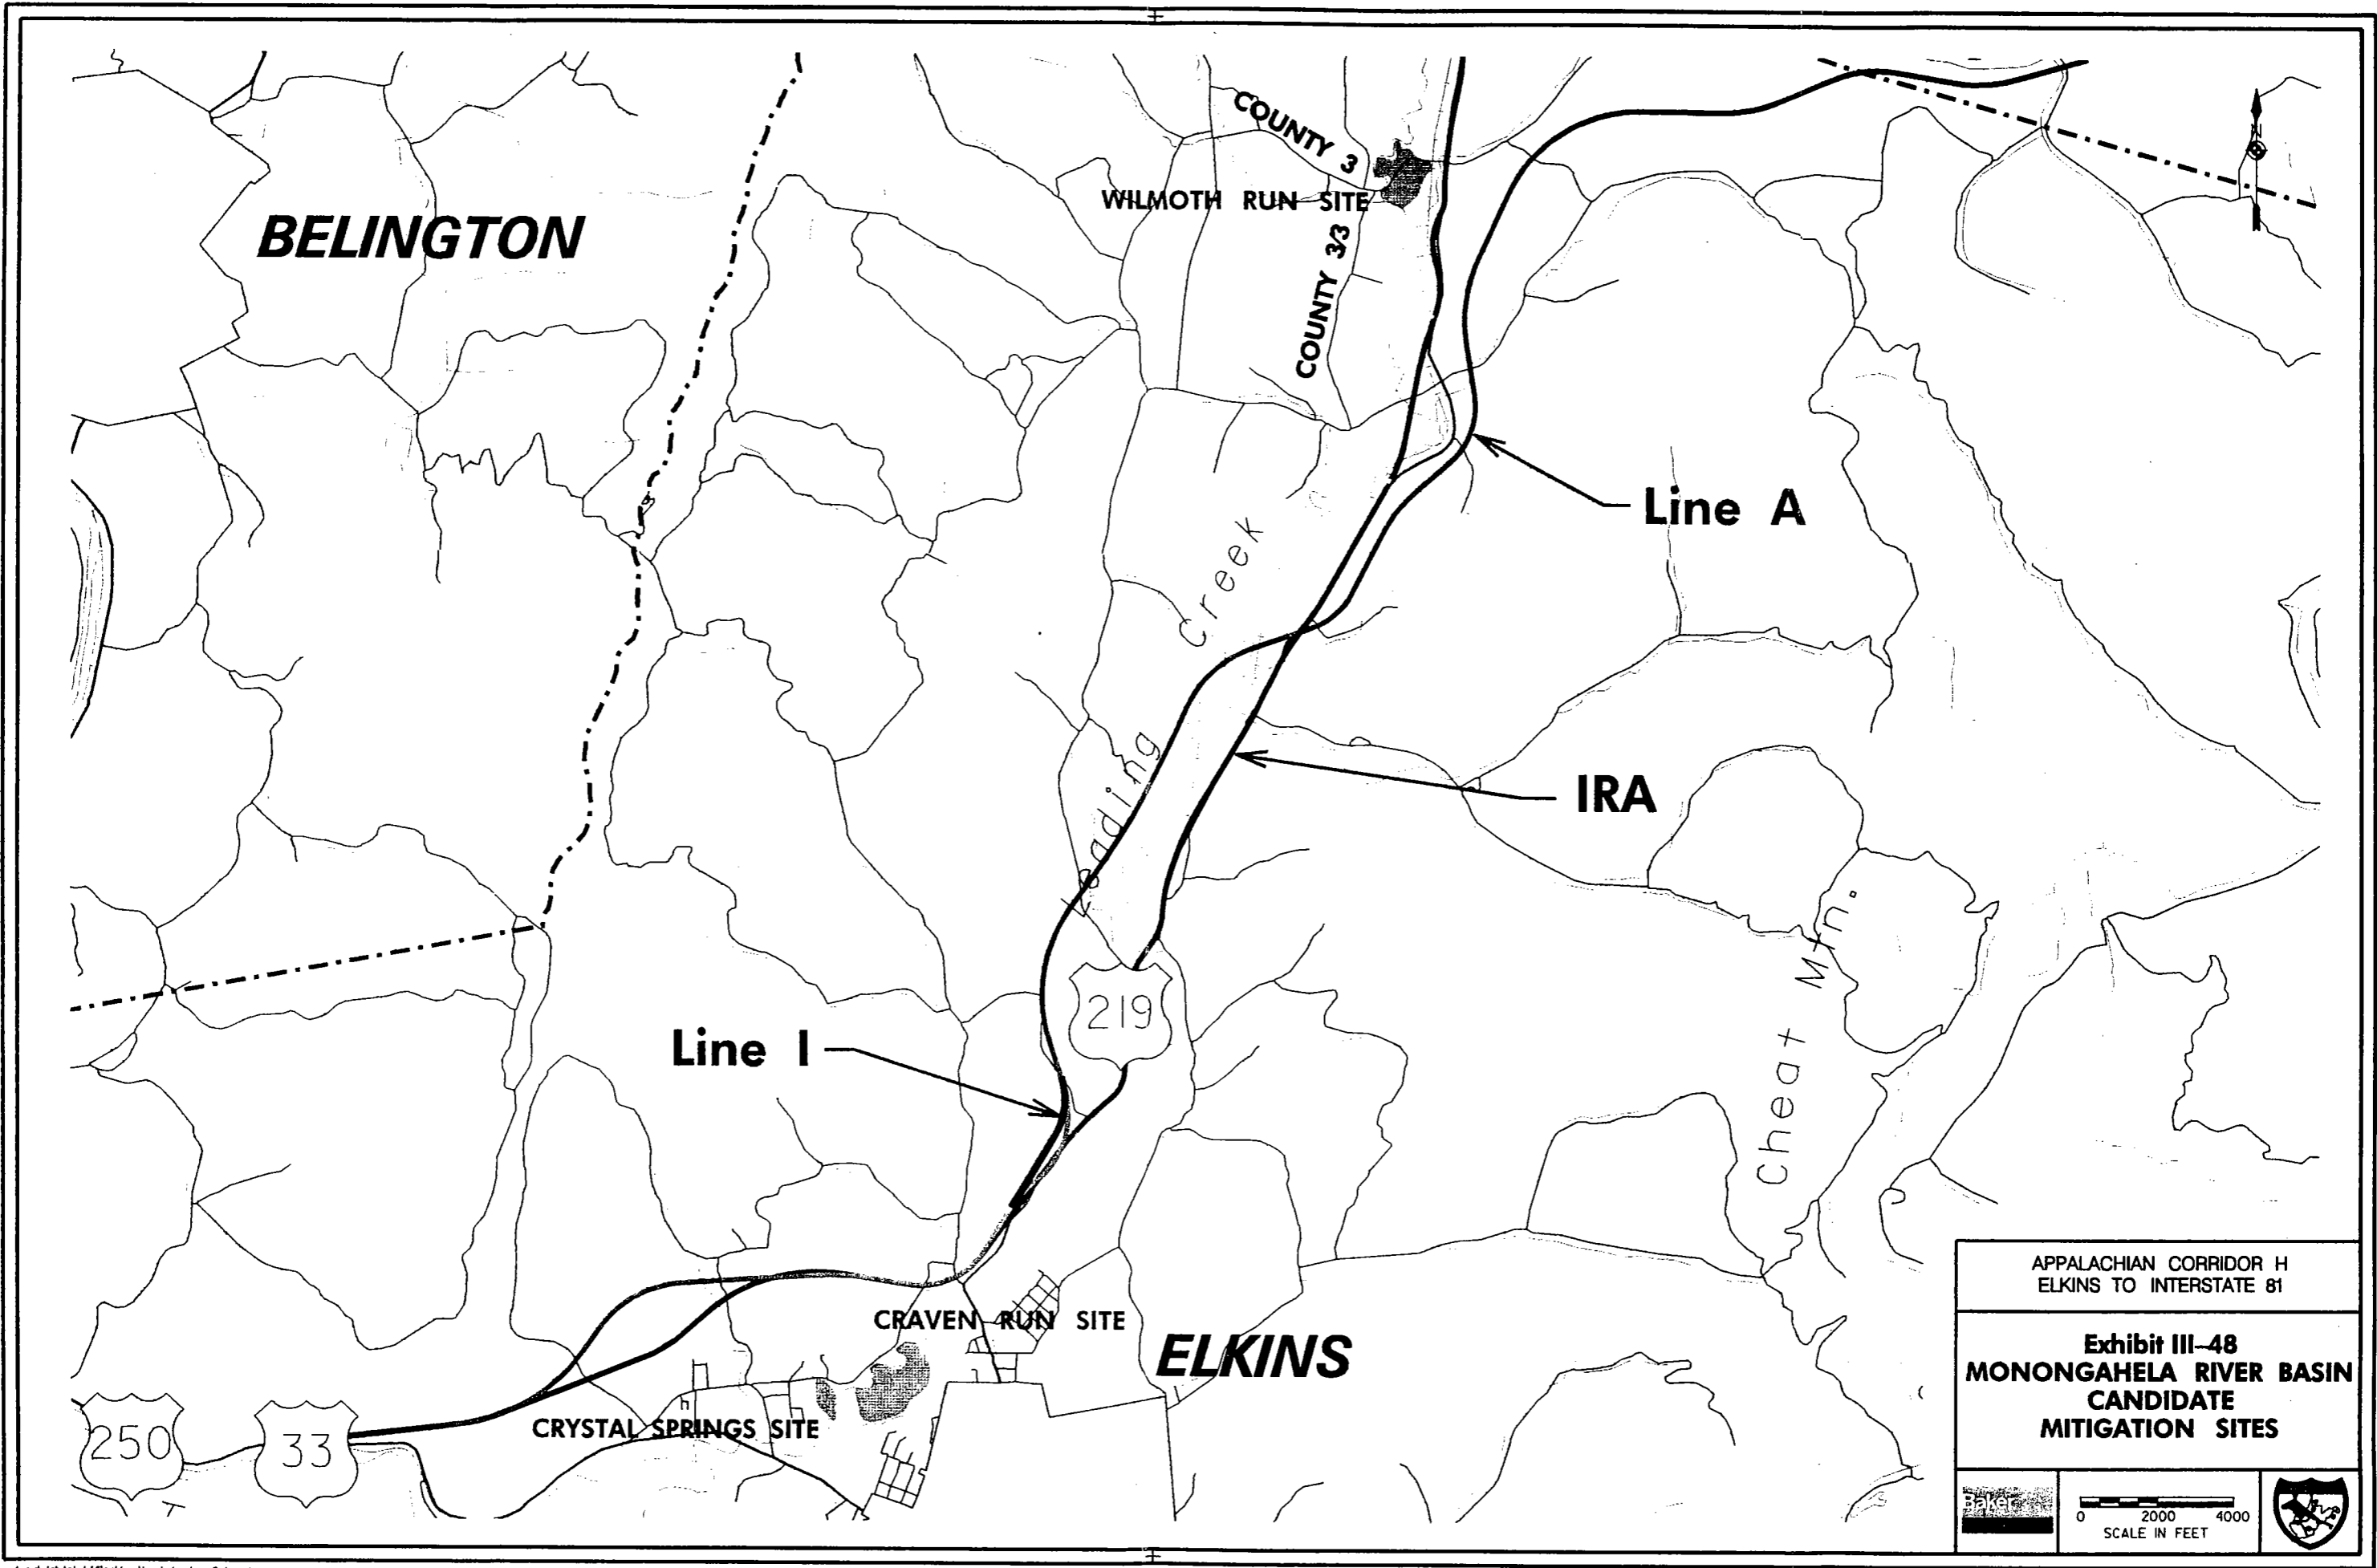 COUNTY 3
WILMOTH RUN SITE
BELINGTON
COUNTY 3/3
Line A
Creek
IRA
Leading
Cheat Mtn.
219
Line I
APPALACHIAN CORRIDOR H
ELKINS TO INTERSTATE 81
CRAVEN RUN SITE
ELKINS
Exhibit III-48
MONONGAHELA RIVER BASIN
CANDIDATE
MITIGATION SITES
CRYSTAL SPRINGS SITE
250
33
Baker
0 2000 4000
SCALE IN FEET